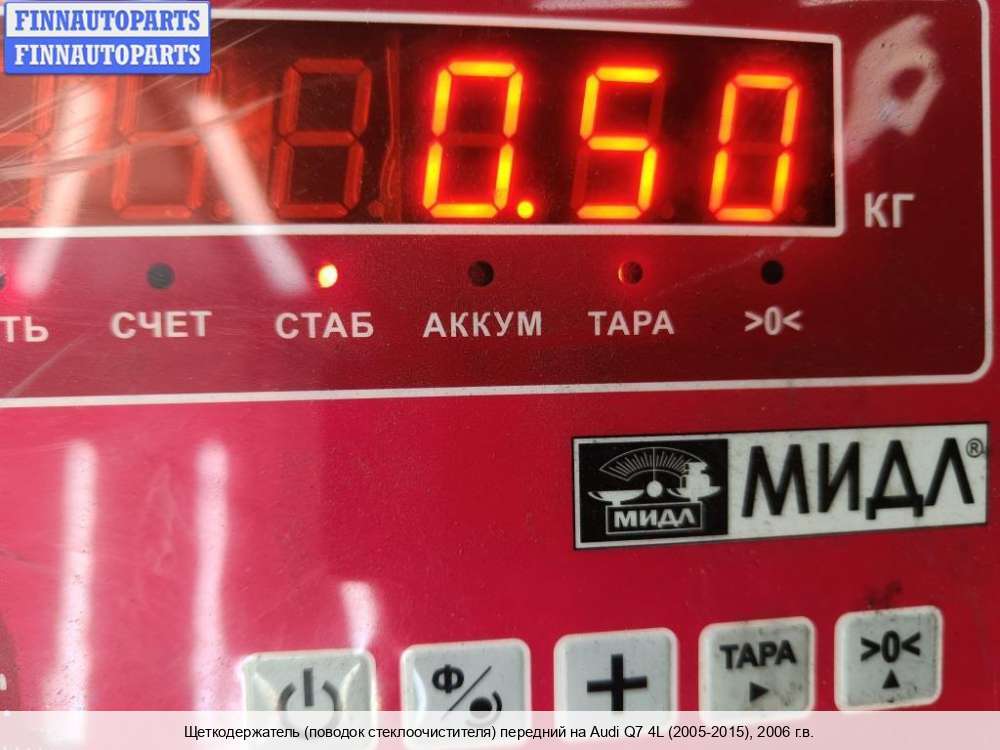 FINNAUTOPARTS
FINNAUTOPARTS
0.50
КГ
ТЬ СЧЕТ СТАБ АККУМ ТАРА >0<
МИДЛ МИДЛ®
Ф ТАРА >0<
+
Щеткодержатель (поводок стеклоочистителя) передний на Audi Q7 4L (2005-2015), 2006 г.в.